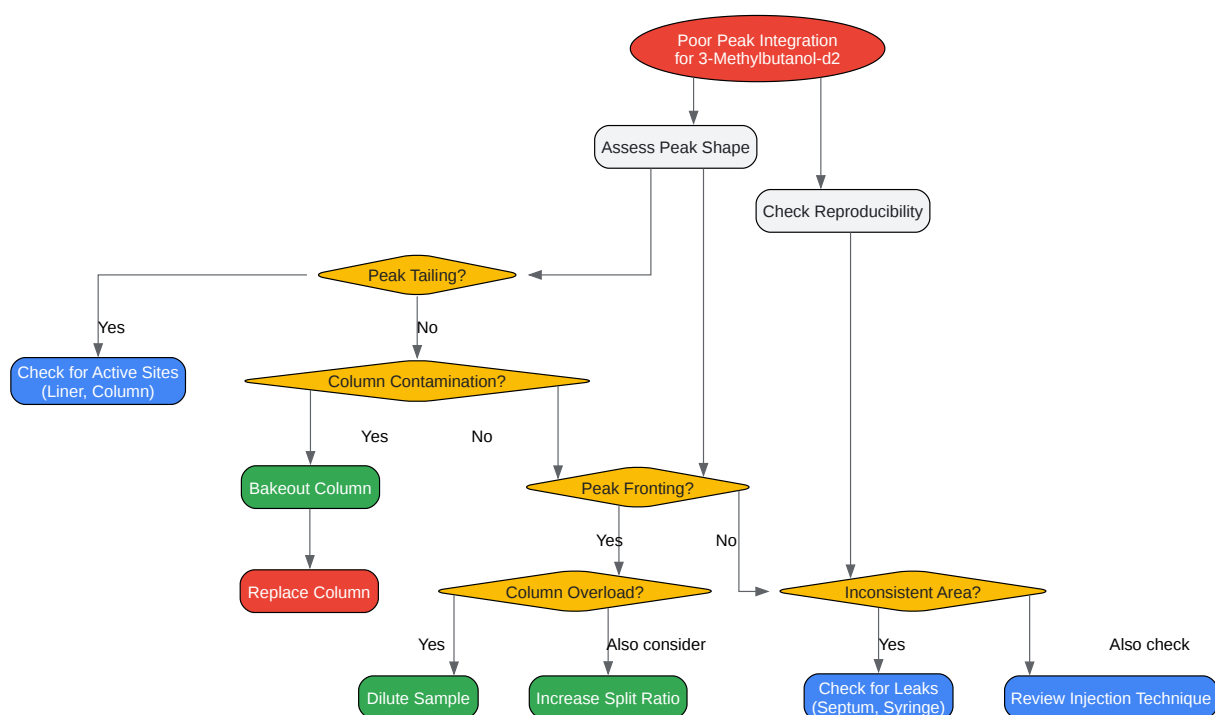 Poor Peak Integration
for 3-Methylbutanol-d2
Assess Peak Shape
Check Reproducibility
Peak Tailing?
Yes
No
Check for Active Sites
(Liner, Column)
Column Contamination?
Yes
No
Bakeout Column
Peak Fronting?
Yes
No
Replace Column
Column Overload?
Inconsistent Area?
Yes
Also consider
Yes
Also check
Dilute Sample
Increase Split Ratio
Check for Leaks
(Septum, Syringe)
Review Injection Technique